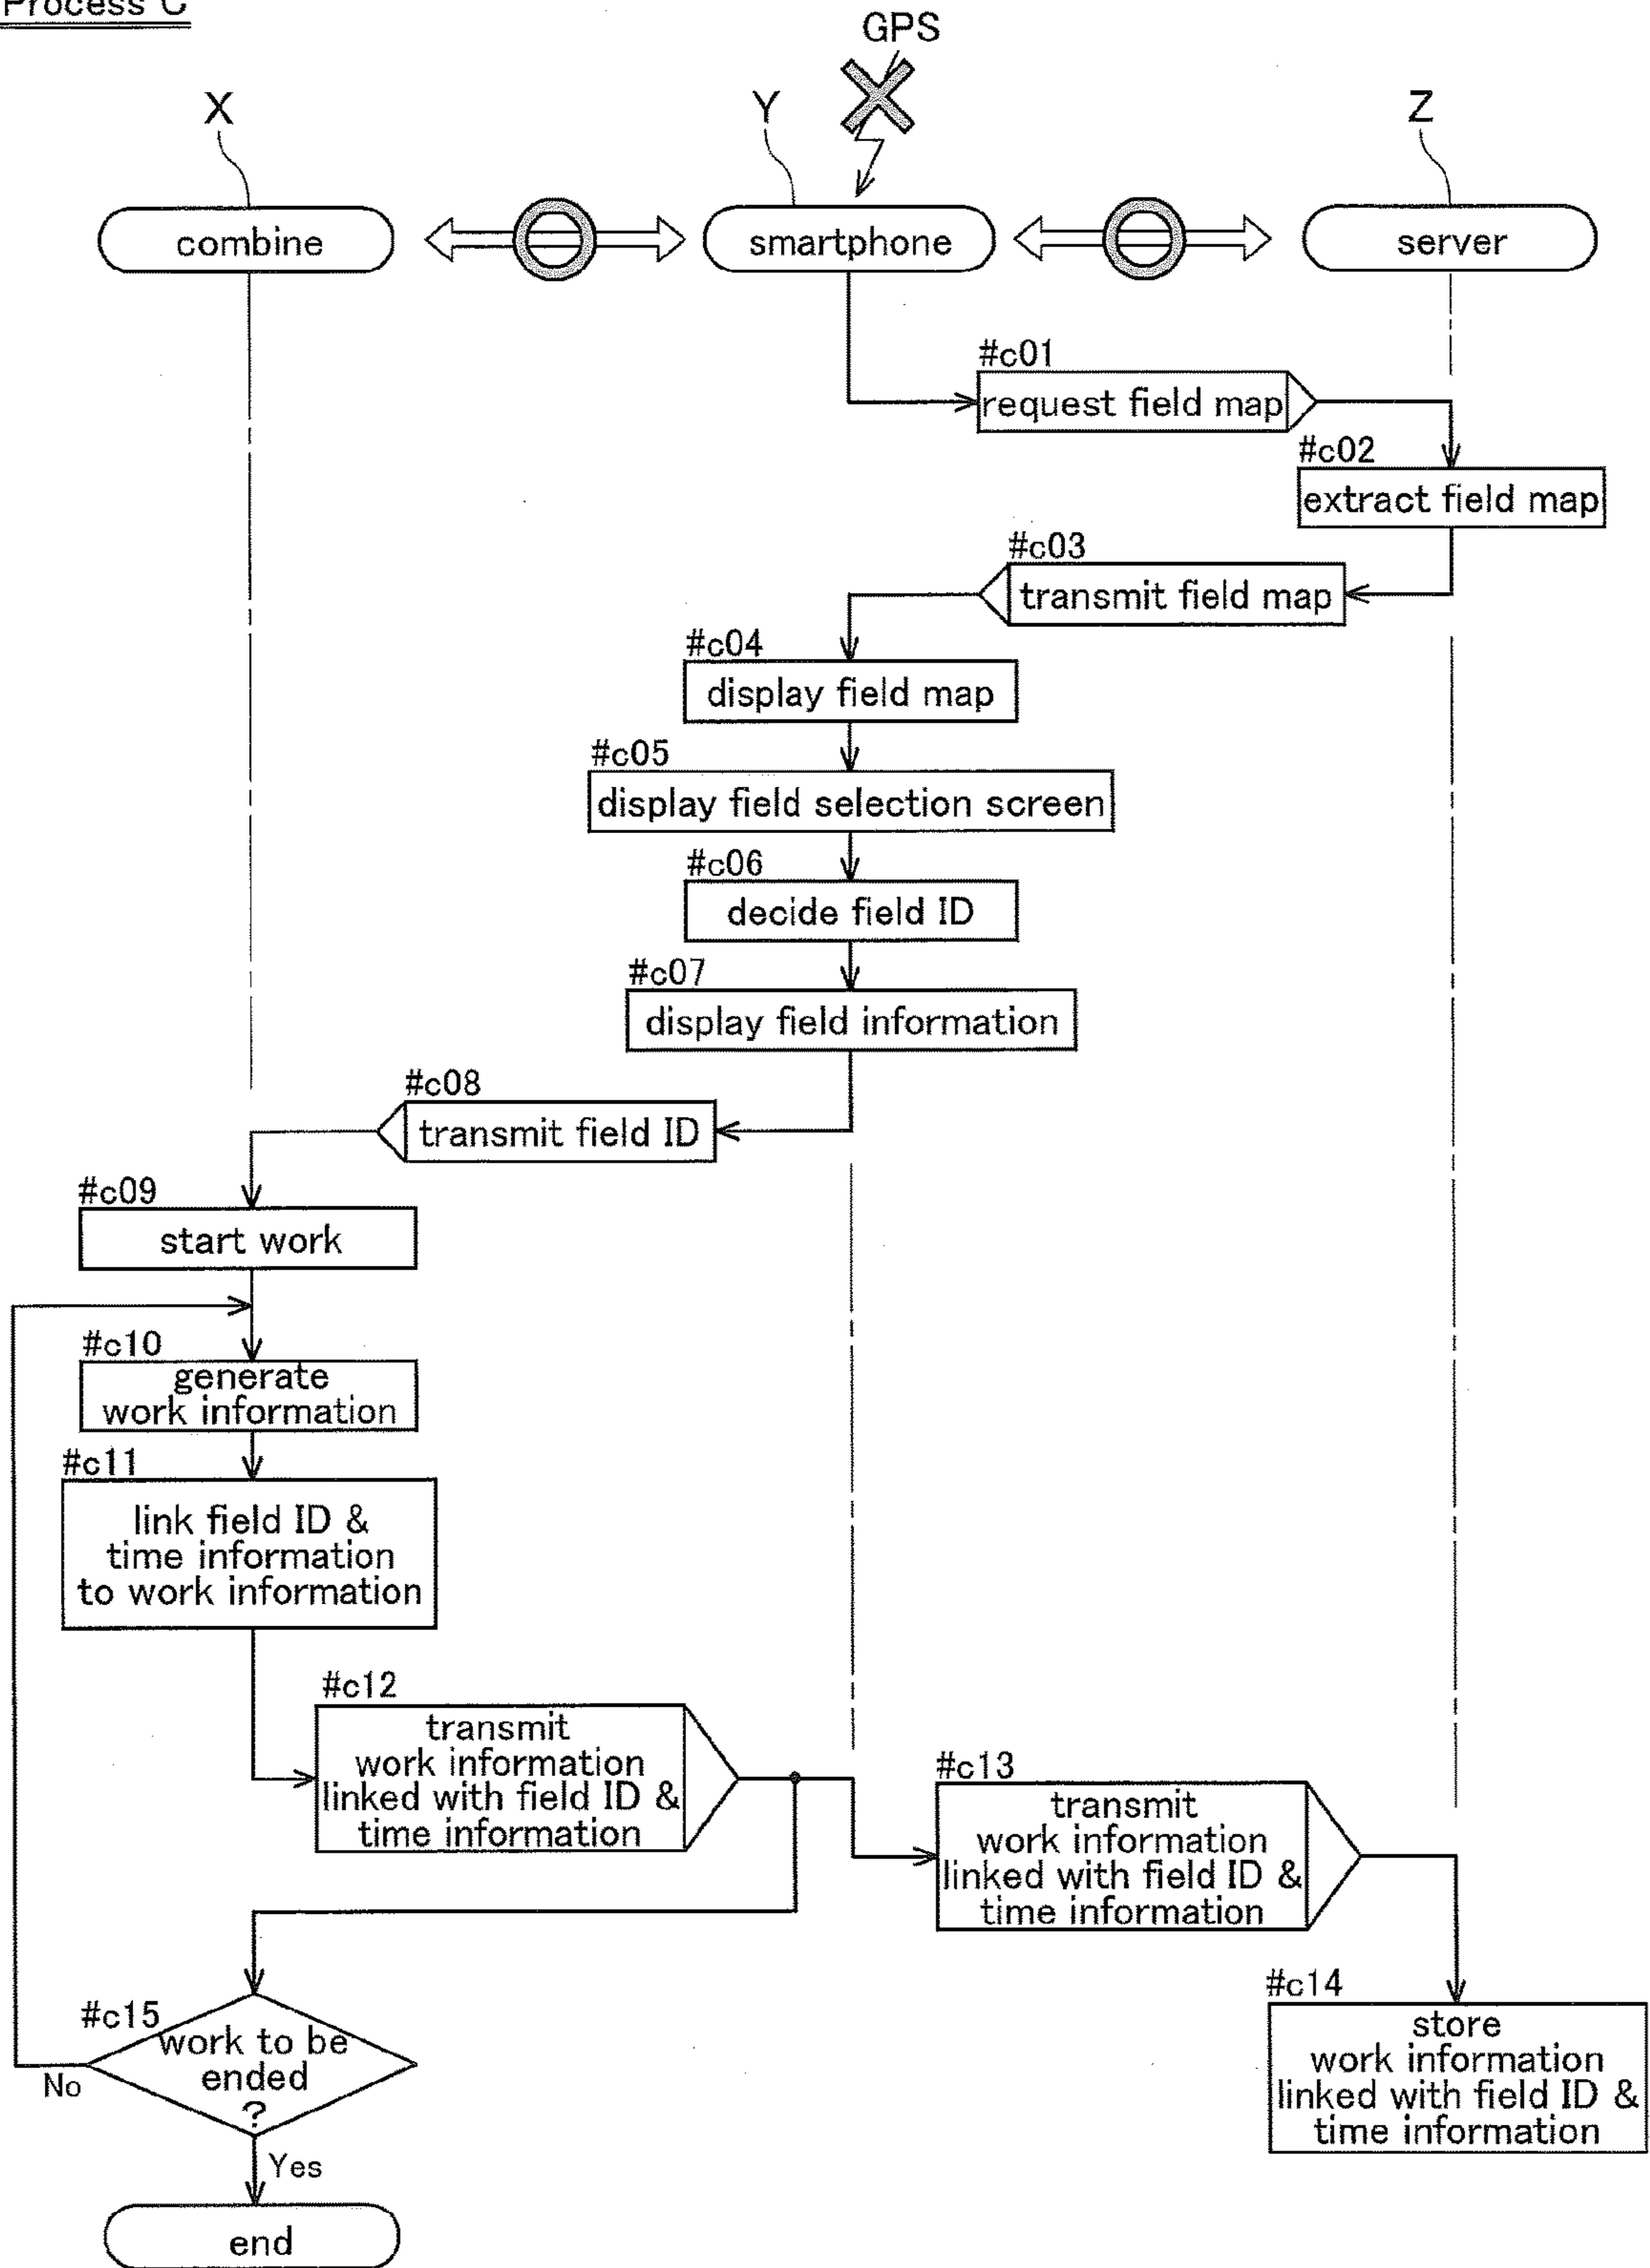 Process C
GPS
X
Y
Z
combine
smartphone
server
#c01
request field map
#c02
extract field map
#c03
transmit field map
#c04
display field map
#c05
display field selection screen
#c06
decide field ID
#c07
display field information
#c08
transmit field ID
#c09
start work
#c10
generate
work information
#c11
link field ID &
time information
to work information
#c12
transmit
work information
linked with field ID &
time information
#c13
transmit
work information
linked with field ID &
time information
#c14
store
work information
linked with field ID &
time information
#c15
work to be
ended
?
No
Yes
end